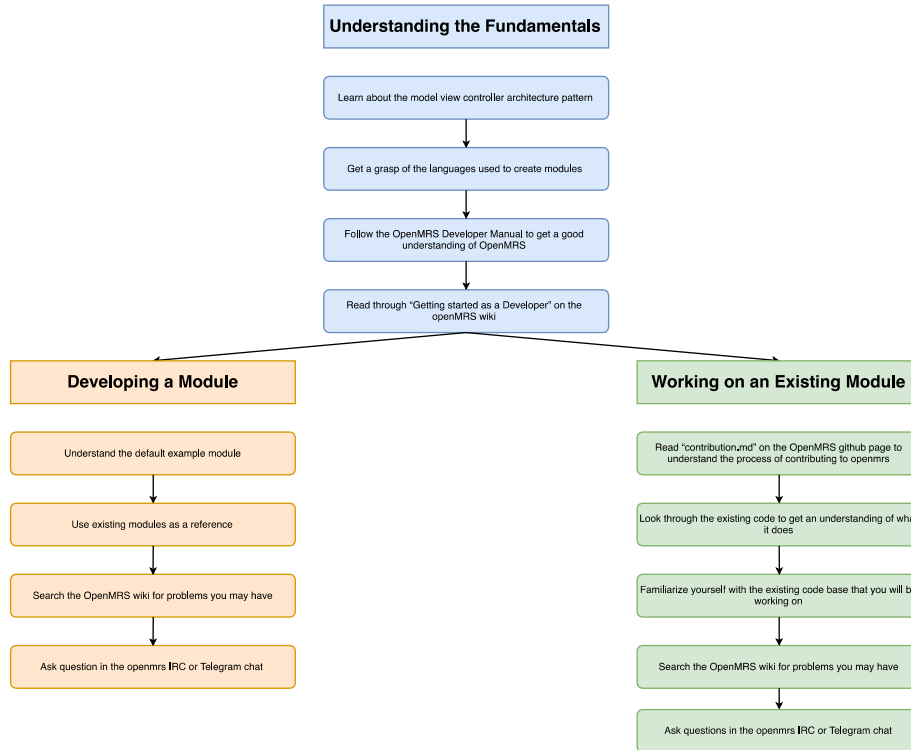 Understanding the Fundamentals
Learn about the model view controller architecture pattern
Get a grasp of the languages used to create modules
Follow the OpenMRS Developer Manual to get a good
understanding of OpenMRS
Read through “Getting started as a Developer” on the
openMRS wiki
Developing a Module
Understand the default example module
Use existing modules as a reference
Search the OpenMRS wiki for problems you may have
Ask question in the openmrs IRC or Telegram chat
Working on an Existing Module
Read “contribution.md” on the OpenMRS github page to
understand the process of contributing to openmrs
Look through the existing code to get an understanding of what
it does
Familiarize yourself with the existing code base that you will be
working on
Search the OpenMRS wiki for problems you may have
Ask questions in the openmrs IRC or Telegram chat